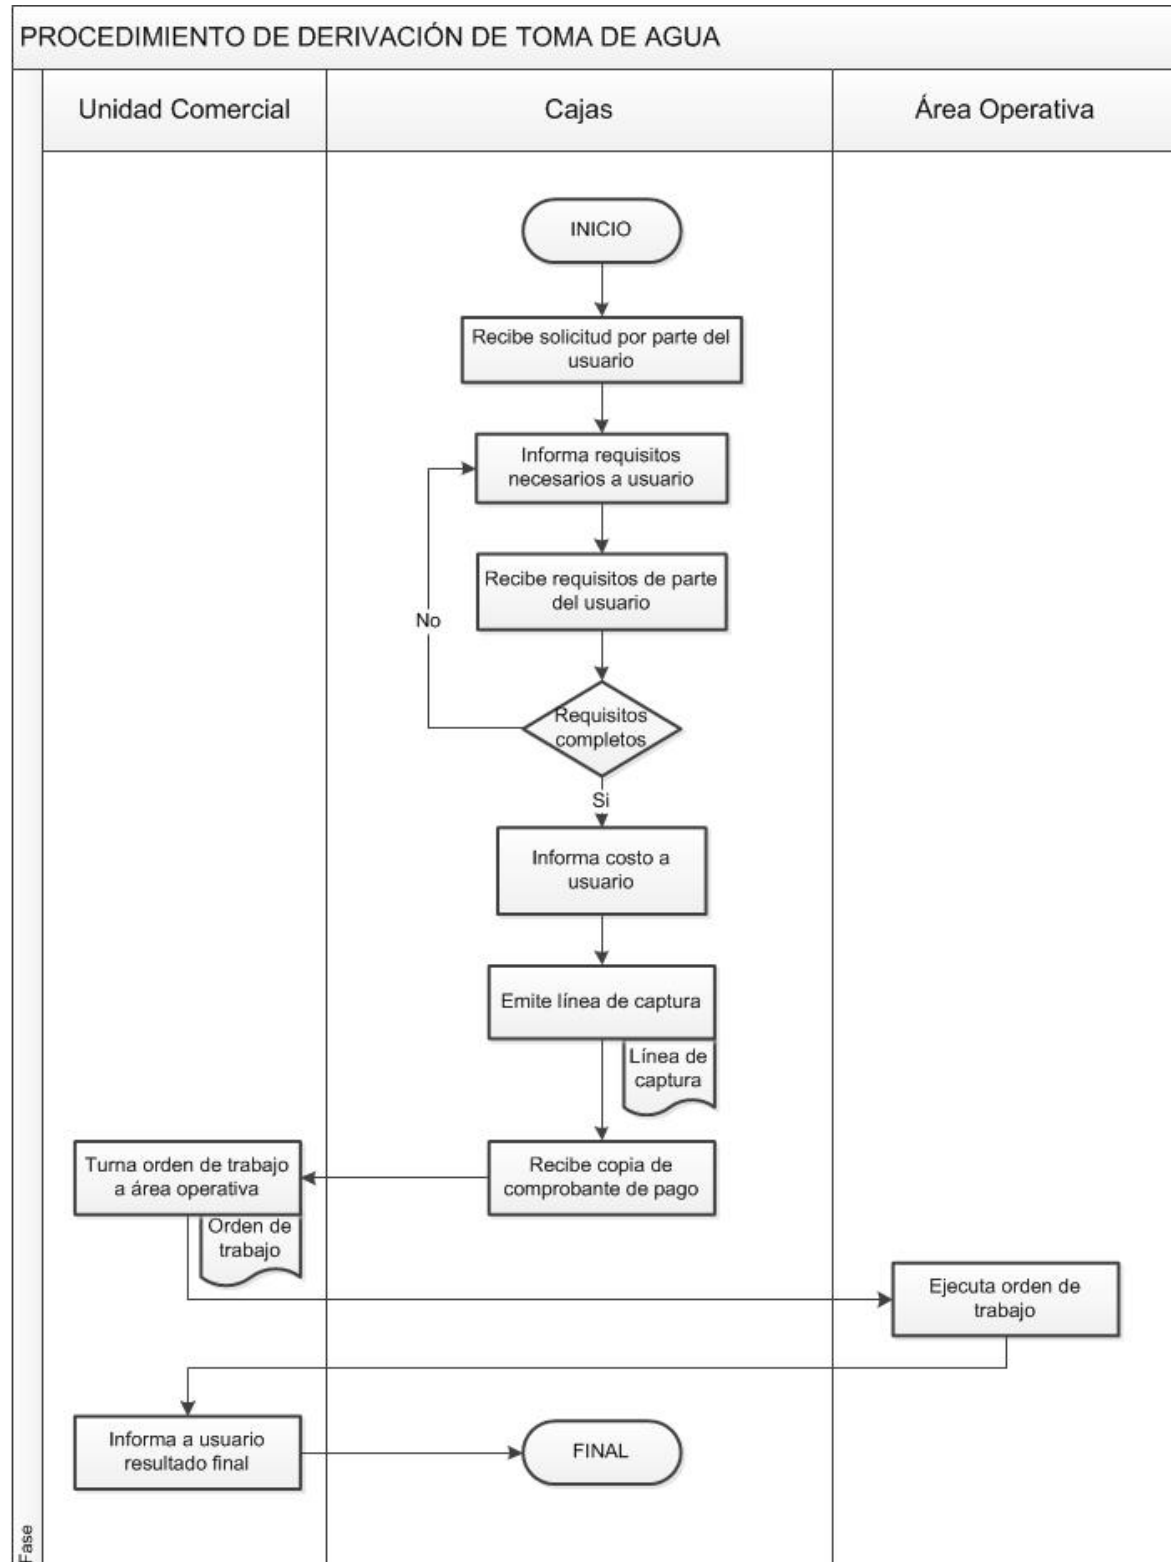 PROCEDIMIENTO DE DERIVACIÓN DE TOMA DE AGUA
Unidad Comercial
Cajas
Área Operativa
INICIO
Recibe solicitud por parte del
usuario
Informa requisitos
necesarios a usuario
Recibe requisitos de parte
del usuario
No
Requisitos
completos
Si
Informa costo a
usuario
Emite línea de captura
Línea de
captura
Recibe copia de
comprobante de pago
Turna orden de trabajo
a área operativa
Orden de
trabajo
Ejecuta orden de
trabajo
Informa a usuario
resultado final
FINAL
Fase